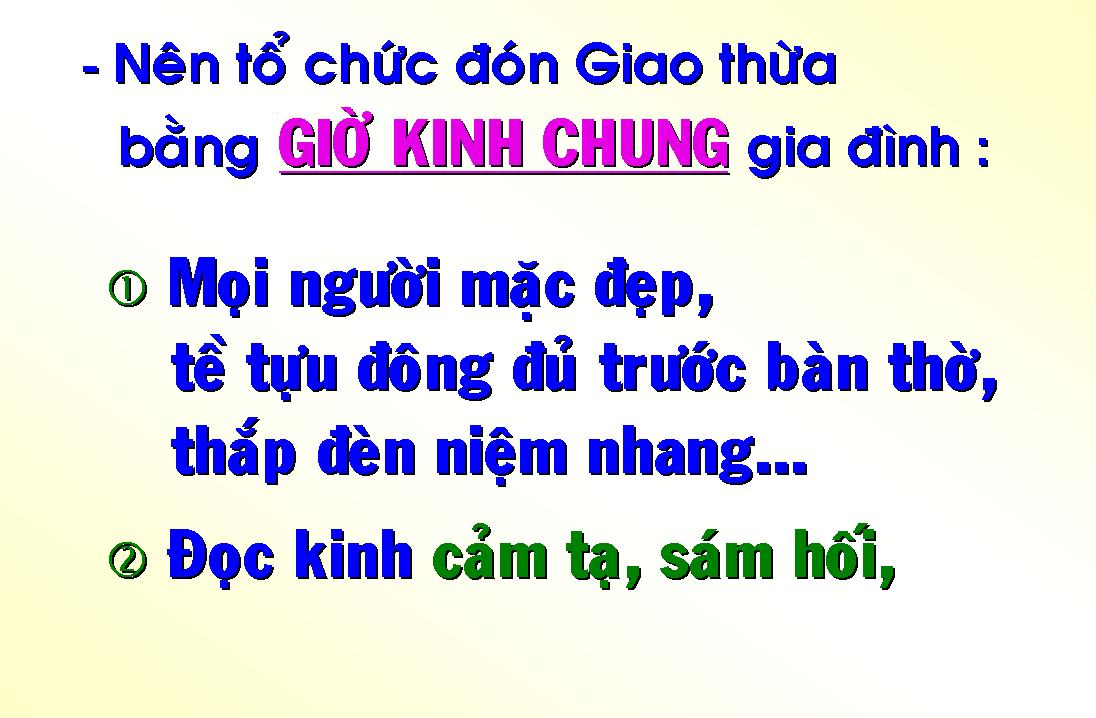 - Nên tổ chức đón Giao thừa
bằng GIỜ KINH CHUNG gia đình :
① Mọi người mặc đẹp,
tề tựu đông đủ trước bàn thờ,
thắp đèn niệm nhang...
② Đọc kinh cảm tạ, sám hối,